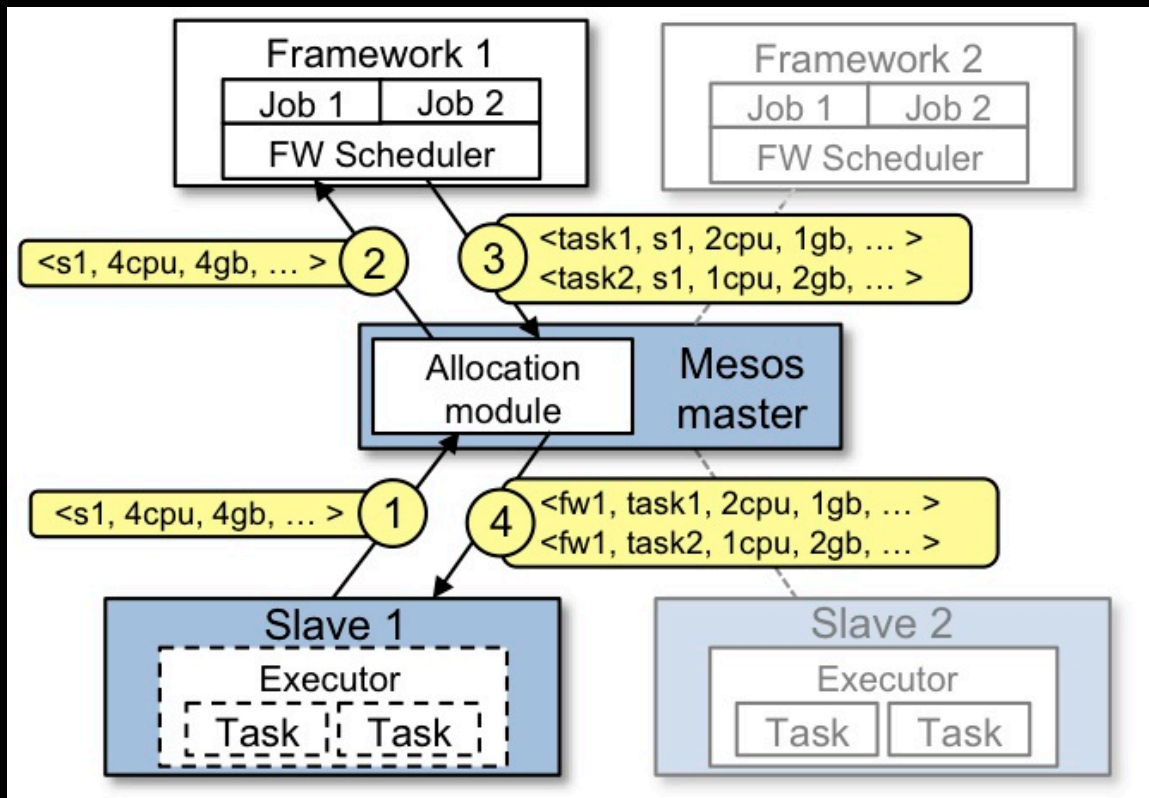 Framework 1
Job 1 Job 2
FW Scheduler
Framework 2
Job 1 Job 2
FW Scheduler
<s1, 4cpu, 4gb, … >
2
3
<task1, s1, 2cpu, 1gb, … >
<task2, s1, 1cpu, 2gb, … >
Allocation
module
Mesos
master
<s1, 4cpu, 4gb, … >
1
4
<fw1, task1, 2cpu, 1gb, … >
<fw1, task2, 1cpu, 2gb, … >
Slave 1
Executor
Task Task
Slave 2
Executor
Task Task